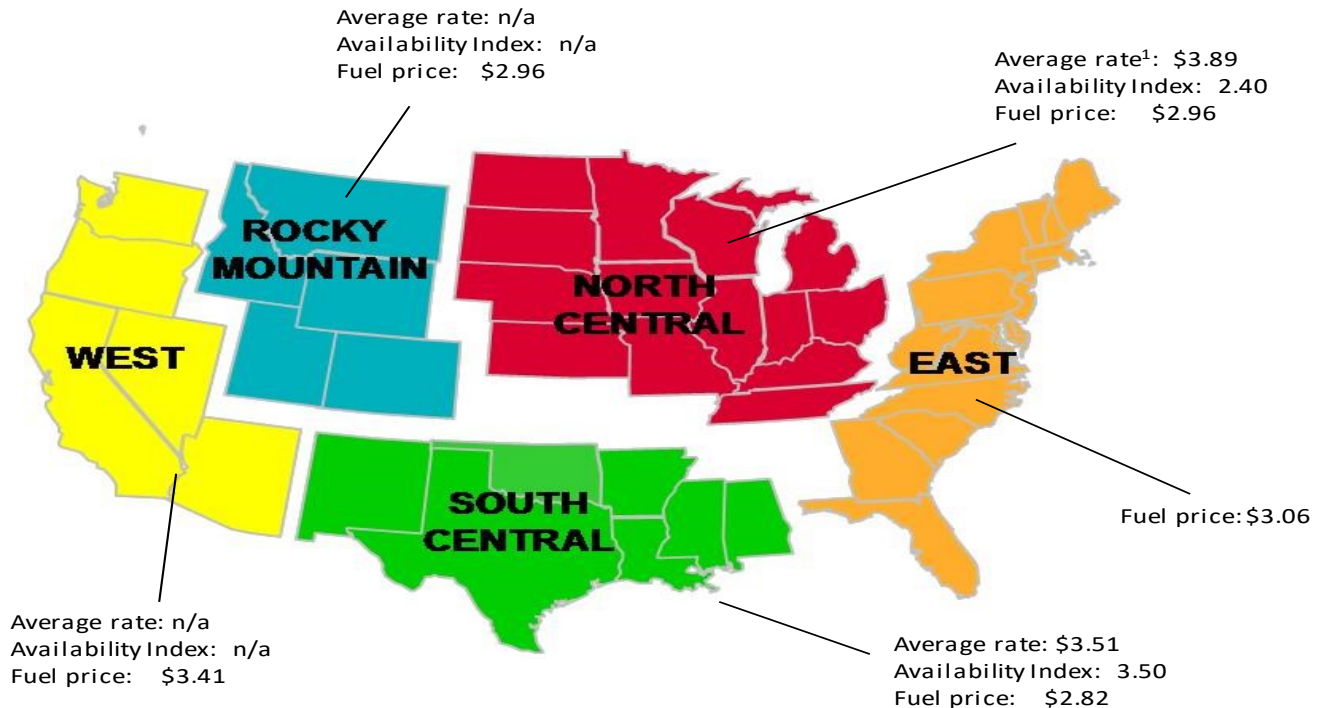 Average rate: n/a
Availability Index: n/a
Fuel price: $2.96
Average rate¹: $3.89
Availability Index: 2.40
Fuel price: $2.96
ROCKY
MOUNTAIN
NORTH
CENTRAL
WEST
EAST
SOUTH
CENTRAL
Fuel price: $3.06
Average rate: n/a
Availability Index: n/a
Fuel price: $3.41
Average rate: $3.51
Availability Index: 3.50
Fuel price: $2.82